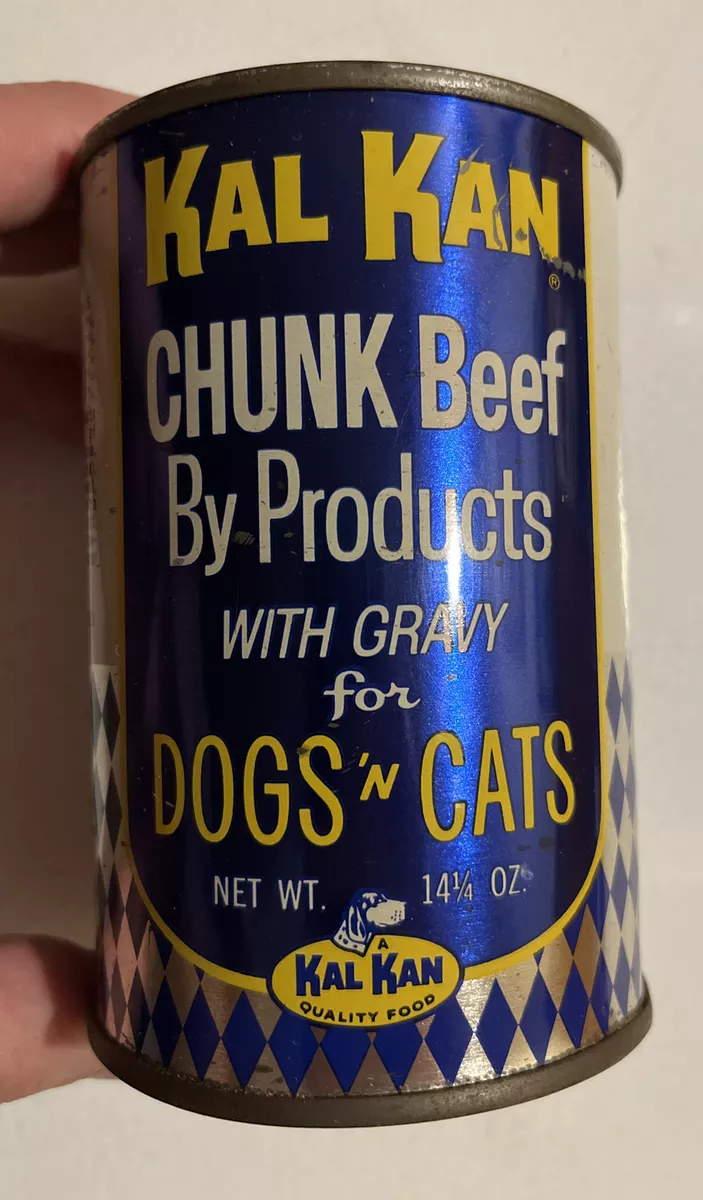 KAL KAN ®
CHUNK Beef
By Products
WITH GRAVY
for
DOGS 'N CATS
NET WT. 14¼ OZ.
A
KAL KAN
QUALITY FOOD